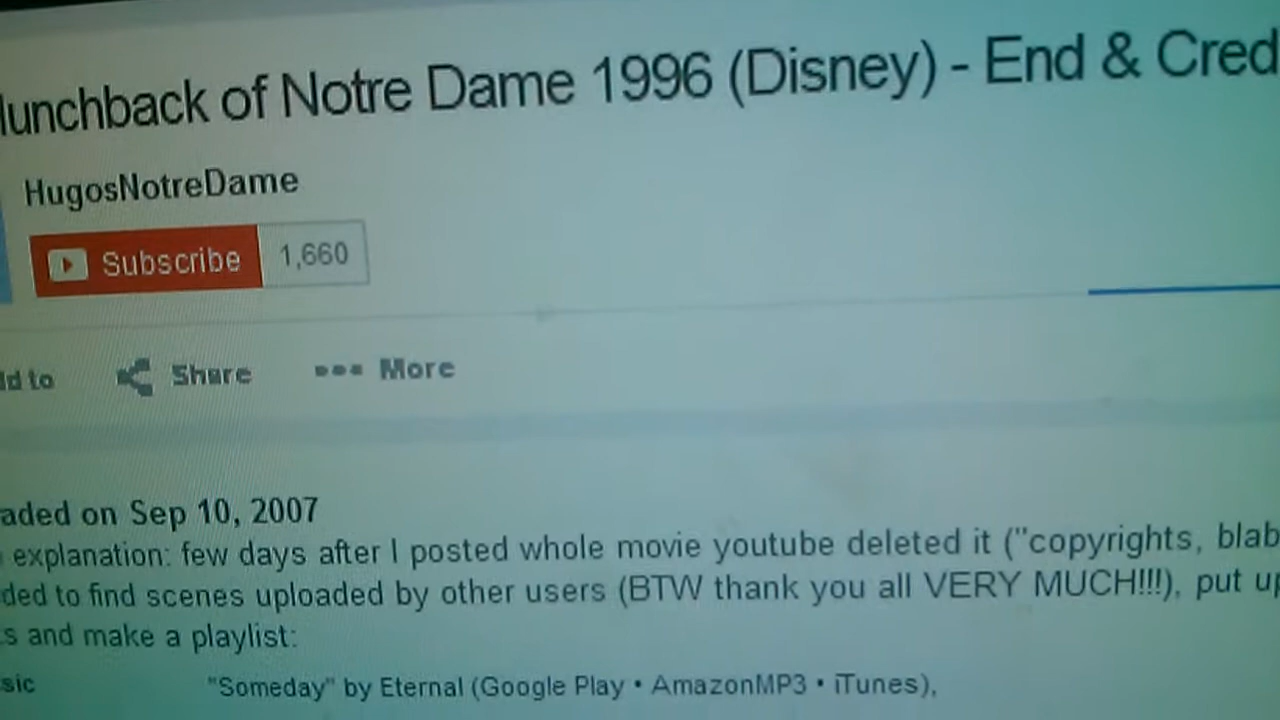 lunchback of Notre Dame 1996 (Disney) - End & Cred
HugosNotreDame
Subscribe 1,660
ld to Share More
aded on Sep 10, 2007
explanation: few days after I posted whole movie youtube deleted it ("copyrights, blab
ded to find scenes uploaded by other users (BTW thank you all VERY MUCH!!!), put up
s and make a playlist:
sic "Someday" by Eternal (Google Play • AmazonMP3 • iTunes),